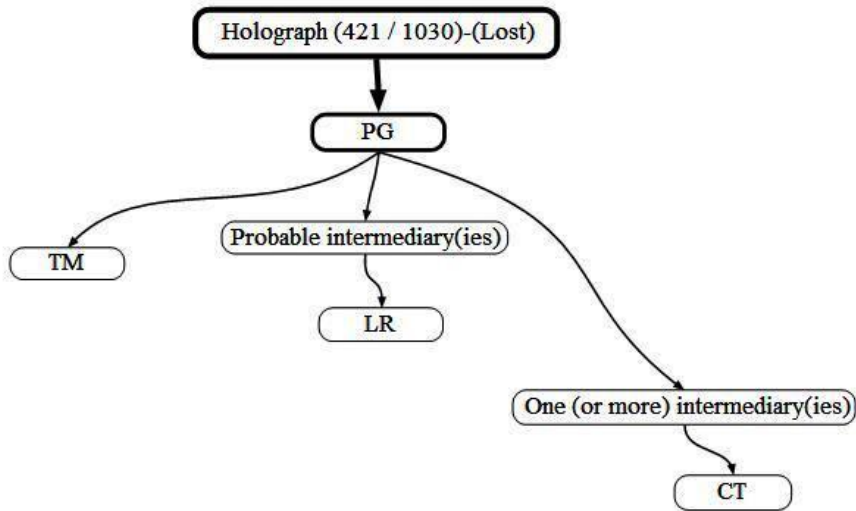 Holograph (421 / 1030)-(Lost)
PG
Probable intermediary(ies)
TM
LR
One (or more) intermediary(ies)
CT